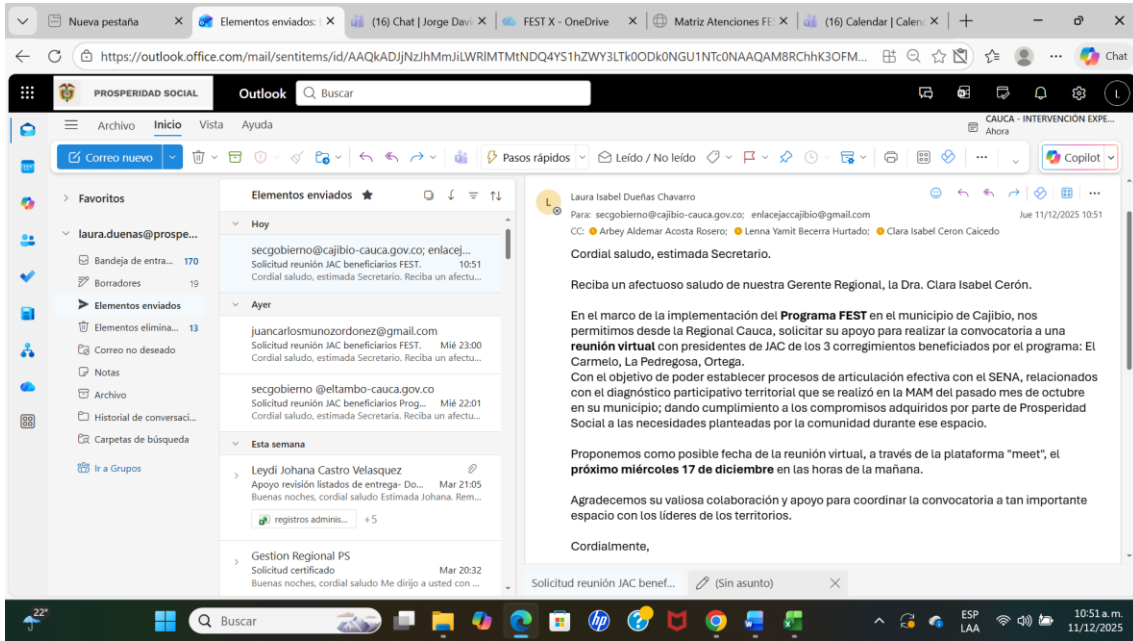 Nueva pestaña
Elementos enviados: l
(16) Chat | Jorge Davi
FEST X - OneDrive
Matriz Atenciones FE
(16) Calendar | Calen
https://outlook.office.com/mail/sentitems/id/AAQkADJjNzJhMmJiLWRlMTMtNDQ4YS1hZWY3LTk0ODk0NGU1NTc0NAAQAM8RChhK3OFM...
Chat
PROSPERIDAD SOCIAL
Outlook
Buscar
L
Archivo
Inicio
Vista
Ayuda
CAUCA - INTERVENCIÓN EXPE...
Ahora
Correo nuevo
Pasos rápidos
Leído / No leído
Copilot
Favoritos
laura.duenas@prospe...
Bandeja de entra... 170
Borradores 19
Elementos enviados
Elementos elimina... 13
Correo no deseado
Notas
Archivo
Historial de conversaci...
Carpetas de búsqueda
Ir a Grupos
Elementos enviados
Hoy
secgobierno@cajibio-cauca.gov.co; enlacej...
Solicitud reunión JAC beneficiarios FEST. 10:51
Cordial saludo, estimada Secretario. Reciba un afectu...
Ayer
juancarlosmunozordonez@gmail.com
Solicitud reunión JAC beneficiarios FEST. Mié 23:00
Cordial saludo, estimada Secretario. Reciba un afectu...
secgobierno @eltambo-cauca.gov.co
Solicitud reunión JAC beneficiarios Prog... Mié 22:01
Cordial saludo, estimada Secretaria. Reciba un afectu...
Esta semana
Leydi Johana Castro Velasquez
Apoyo revisión listados de entrega- Do... Mar 21:05
Buenas noches, cordial saludo Estimada Johana. Rem...
registros adminis... +5
Gestion Regional PS
Solicitud certificado Mar 20:32
Buenas noches, cordial saludo Me dirijo a usted con ...
L
Laura Isabel Dueñas Chavarro
Para: secgobierno@cajibio-cauca.gov.co; enlacejaccajibio@gmail.com
Jue 11/12/2025 10:51
CC: Arbey Aldemar Acosta Rosero; Lenna Yamit Becerra Hurtado; Clara Isabel Ceron Caicedo
Cordial saludo, estimada Secretario.
Reciba un afectuoso saludo de nuestra Gerente Regional, la Dra. Clara Isabel Cerón.
En el marco de la implementación del Programa FEST en el municipio de Cajibio, nos
permitimos desde la Regional Cauca, solicitar su apoyo para realizar la convocatoria a una
reunión virtual con presidentes de JAC de los 3 corregimientos beneficiados por el programa: El
Carmelo, La Pedregosa, Ortega.
Con el objetivo de poder establecer procesos de articulación efectiva con el SENA, relacionados
con el diagnóstico participativo territorial que se realizó en la MAM del pasado mes de octubre
en su municipio; dando cumplimiento a los compromisos adquiridos por parte de Prosperidad
Social a las necesidades planteadas por la comunidad durante ese espacio.
Proponemos como posible fecha de la reunión virtual, a través de la plataforma "meet", el
próximo miércoles 17 de diciembre en las horas de la mañana.
Agradecemos su valiosa colaboración y apoyo para coordinar la convocatoria a tan importante
espacio con los líderes de los territorios.
Cordialmente,
Solicitud reunión JAC benef...
(Sin asunto)
22°
Buscar
ESP
LAA
10:51 a. m.
11/12/2025